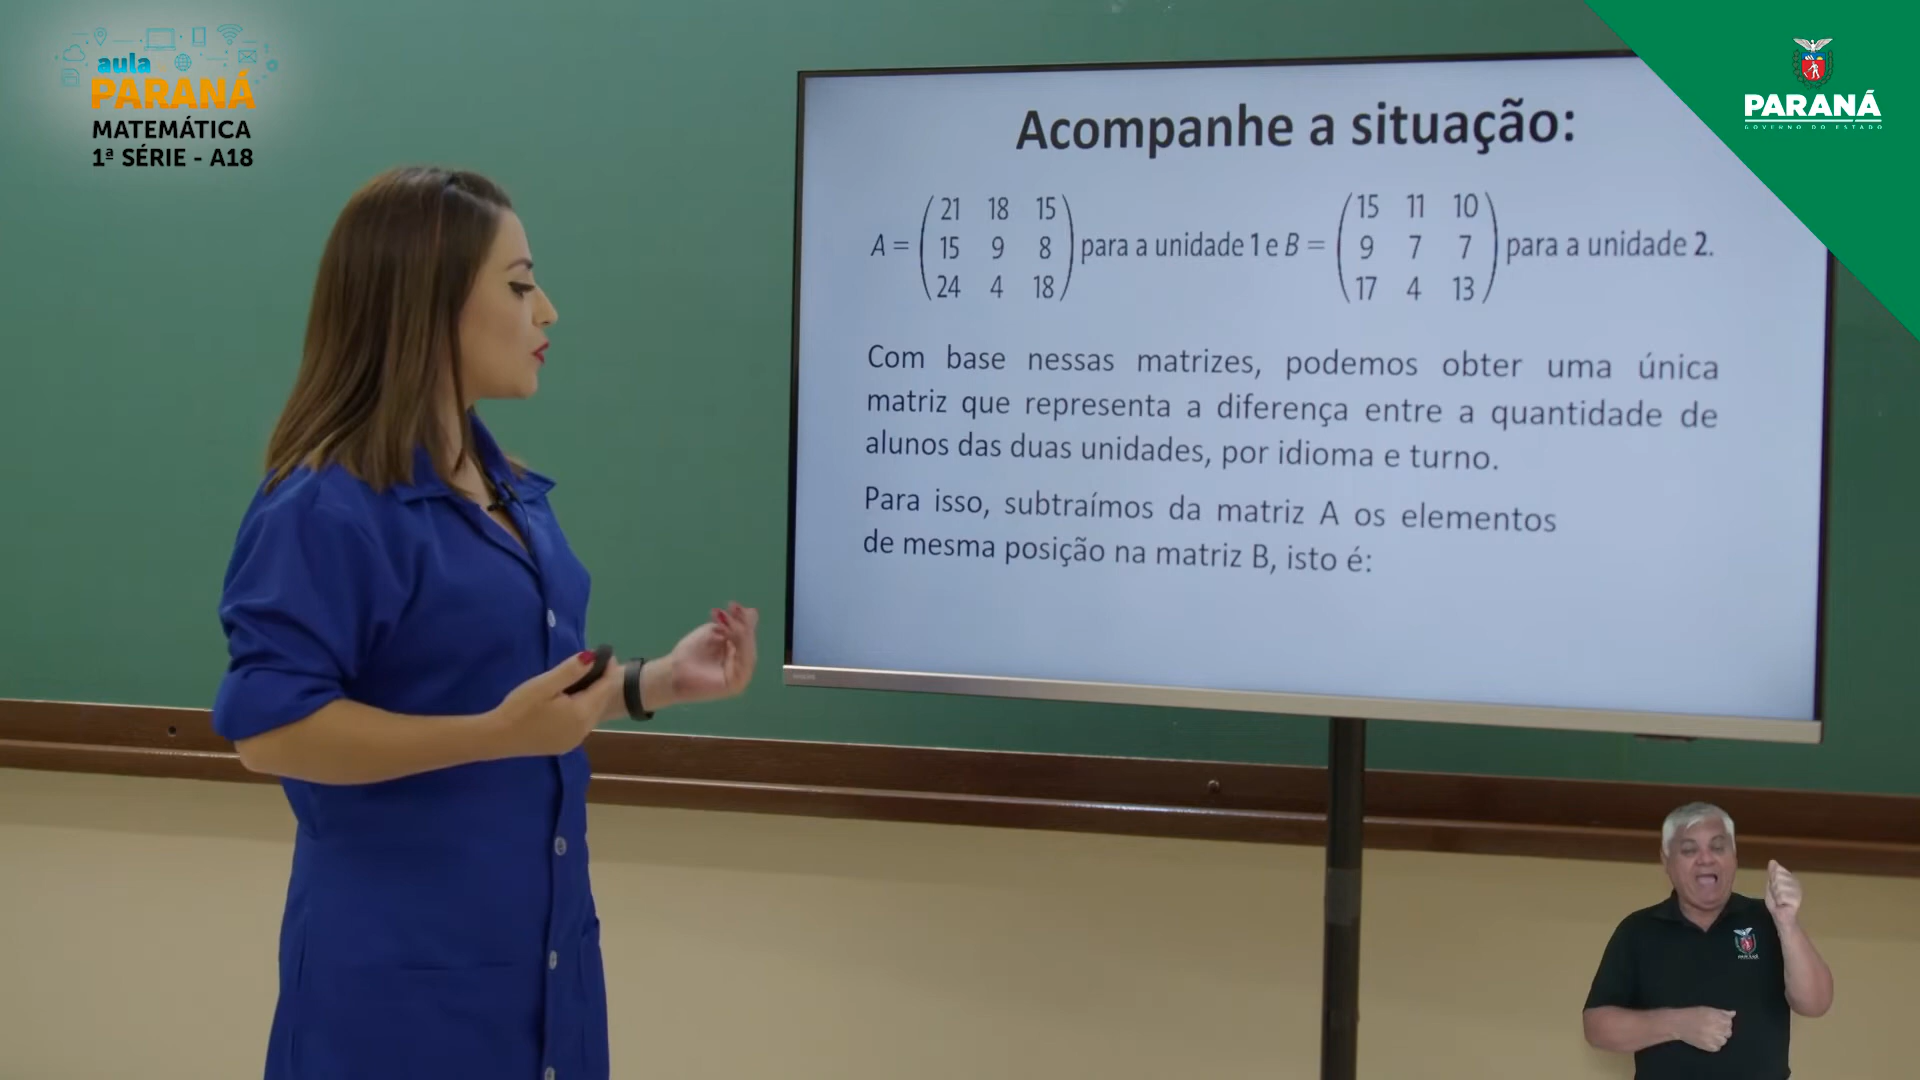 aula
PARANÁ
MATEMÁTICA
1ª SÉRIE - A18
PARANÁ
GOVERNO DO ESTADO
Acompanhe a situação:
A = ( 21 18 15 ) para a unidade 1 e B = ( 15 11 10 ) para a unidade 2.
15 9 8 9 7 7
24 4 18 17 4 13
Com base nessas matrizes, podemos obter uma única
matriz que representa a diferença entre a quantidade de
alunos das duas unidades, por idioma e turno.
Para isso, subtraímos da matriz A os elementos
de mesma posição na matriz B, isto é: